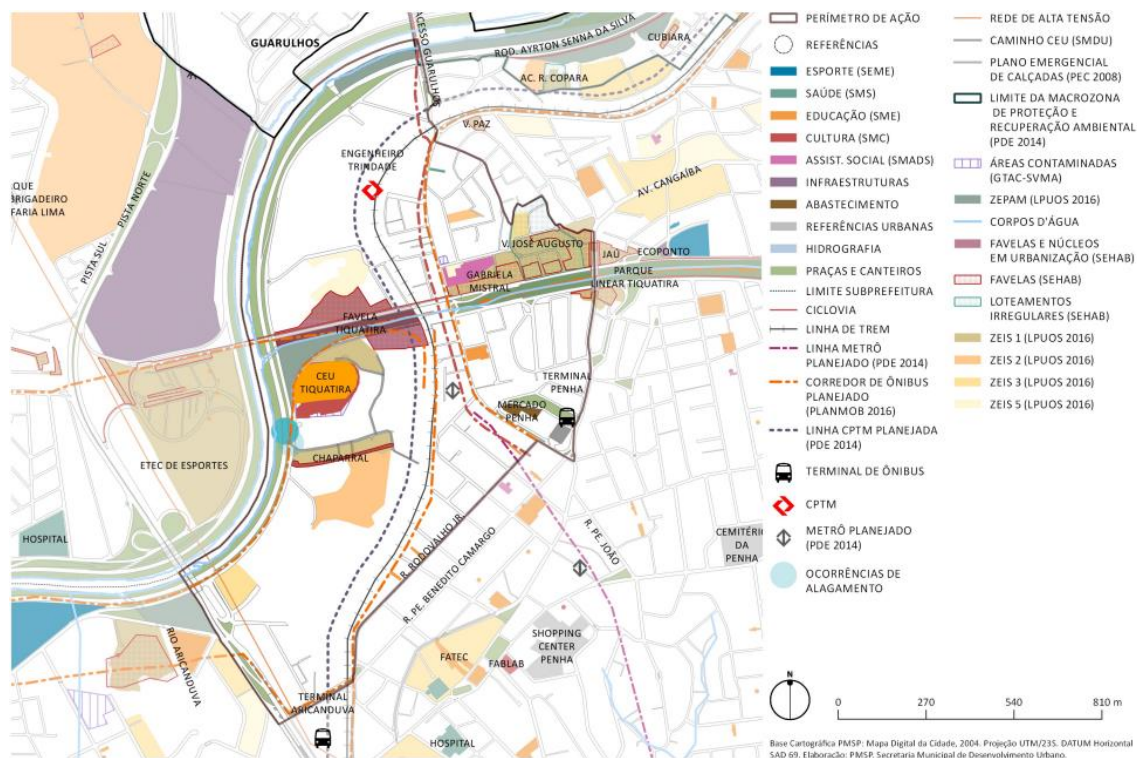 GUARULHOS
ACESSO GUARULHOS
ROD. AYRTON SENNA DA SILVA
CUBIARA
AC. R. COPARA
V. PAZ
ENGENHEIRO
TRINDADE
AV. CANGAÍBA
PISTA NORTE
PISTA SUL
RQUE
BRIGADEIRO
FARIA LIMA
V. JOSÉ AUGUSTO
JAÚ
ECOPONTO
GABRIELA
MISTRAL
PARQUE
LINEAR TIQUATIRA
FAVELA
TIQUATIRA
CEU
TIQUATIRA
TERMINAL
PENHA
MERCADO
PENHA
CHAPARRAL
ETEC DE ESPORTES
HOSPITAL
R. RODOVALHO JR.
R. PE. BENEDITO CAMARGO
R. PE. JOÃO
CEMITÉRIO
DA
PENHA
SHOPPING
CENTER
PENHA
FATEC
FABLAB
RIO ARICANDUVA
TERMINAL
ARICANDUVA
HOSPITAL
PERÍMETRO DE AÇÃO
REFERÊNCIAS
ESPORTE (SEME)
SAÚDE (SMS)
EDUCAÇÃO (SME)
CULTURA (SMC)
ASSIST. SOCIAL (SMADS)
INFRAESTRUTURAS
ABASTECIMENTO
REFERÊNCIAS URBANAS
HIDROGRAFIA
PRAÇAS E CANTEIROS
LIMITE SUBPREFEITURA
CICLOVIA
LINHA DE TREM
LINHA METRÔ
PLANEJADO (PDE 2014)
CORREDOR DE ÔNIBUS
PLANEJADO
(PLANMOB 2016)
LINHA CPTM PLANEJADA
(PDE 2014)
TERMINAL DE ÔNIBUS
CPTM
METRÔ PLANEJADO
(PDE 2014)
OCORRÊNCIAS DE
ALAGAMENTO
REDE DE ALTA TENSÃO
CAMINHO CEU (SMDU)
PLANO EMERGENCIAL
DE CALÇADAS (PEC 2008)
LIMITE DA MACROZONA
DE PROTEÇÃO E
RECUPERAÇÃO AMBIENTAL
(PDE 2014)
ÁREAS CONTAMINADAS
(GTAC-SVMA)
ZEPAM (LPUOS 2016)
CORPOS D'ÁGUA
FAVELAS E NÚCLEOS
EM URBANIZAÇÃO (SEHAB)
FAVELAS (SEHAB)
LOTEAMENTOS
IRREGULARES (SEHAB)
ZEIS 1 (LPUOS 2016)
ZEIS 2 (LPUOS 2016)
ZEIS 3 (LPUOS 2016)
ZEIS 5 (LPUOS 2016)
N
0 270 540 810 m
Base Cartográfica PMSP: Mapa Digital da Cidade, 2004. Projeção UTM/23S. DATUM Horizontal
SAD 69. Elaboração: PMSP. Secretaria Municipal de Desenvolvimento Urbano.